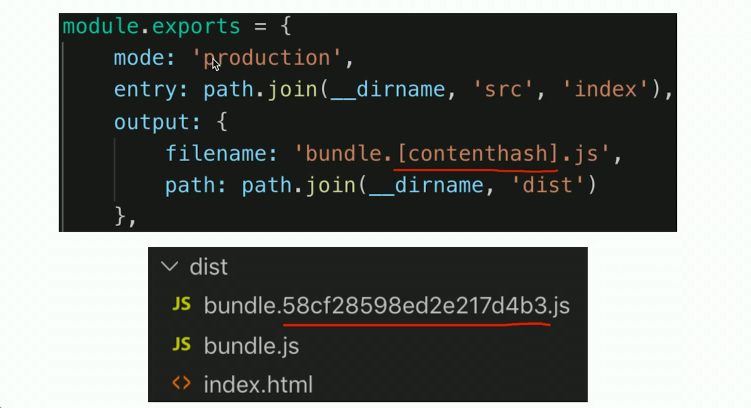 module.exports = {
mode: 'production',
entry: path.join(__dirname, 'src', 'index'),
output: {
filename: 'bundle.[contenthash].js',
path: path.join(__dirname, 'dist')
},
dist
JS bundle.58cf28598ed2e217d4b3.js
JS bundle.js
<> index.html